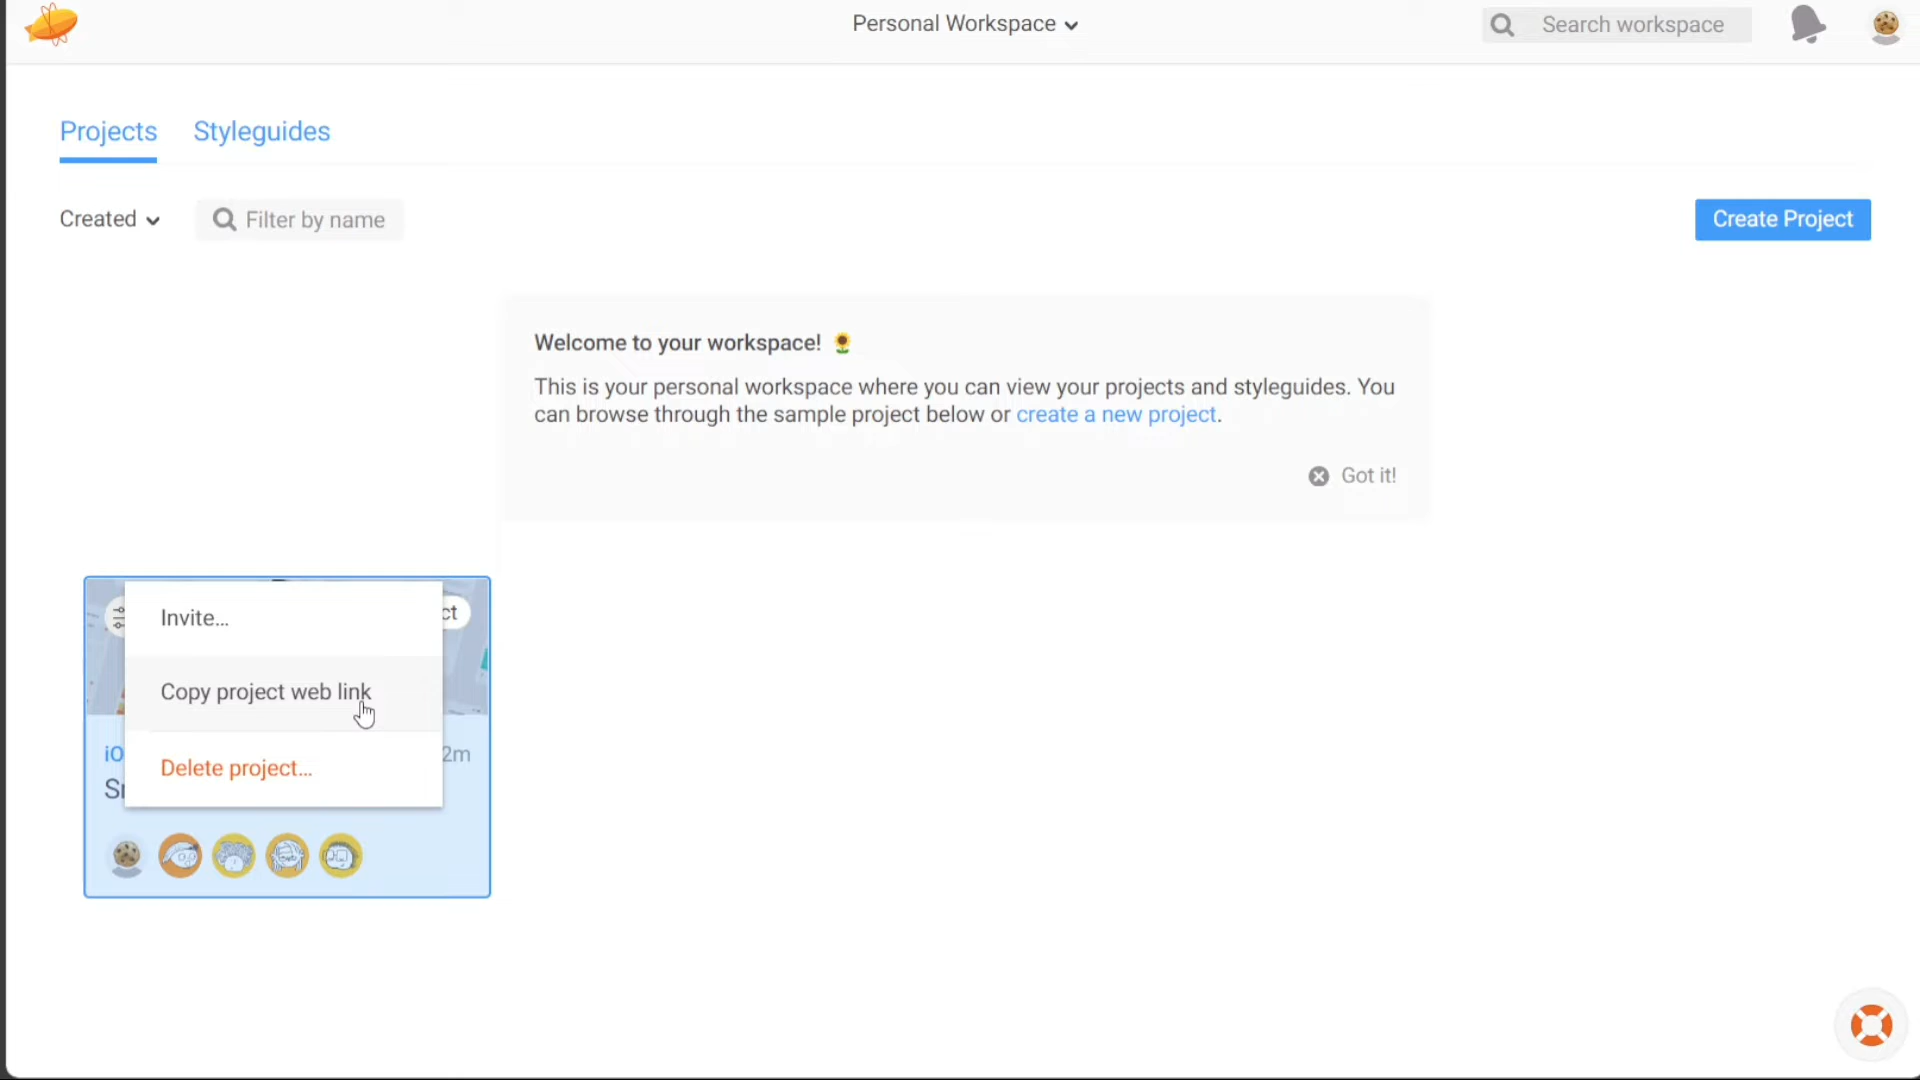 Personal Workspace
Search workspace
Projects
Styleguides
Created
Filter by name
Create Project
Welcome to your workspace! 🌻
This is your personal workspace where you can view your projects and styleguides. You
can browse through the sample project below or create a new project.
Got it!
Invite...
ct
Copy project web link
iO
2m
Delete project...